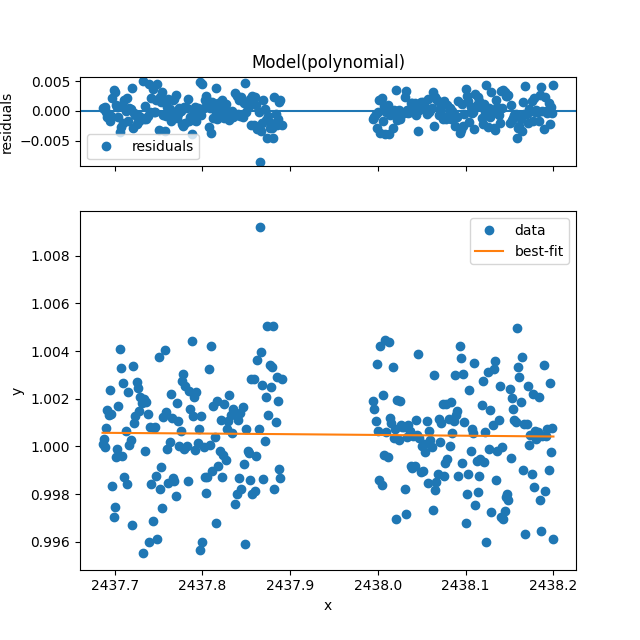 Model(polynomial)
0.005
0.000
−0.005
residuals
residuals
1.008
1.006
1.004
1.002
1.000
0.998
0.996
y
data
best-fit
2437.7 2437.8 2437.9 2438.0 2438.1 2438.2
x